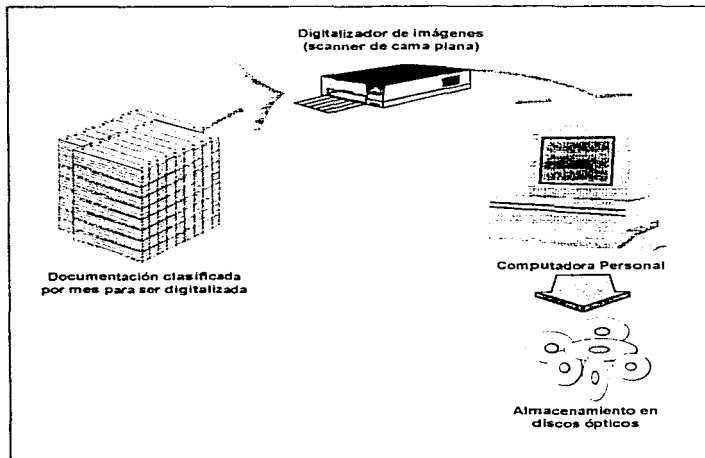 Digitalizador de imágenes
(scanner de cama plana)
Documentación clasificada
por mes para ser digitalizada
Computadora Personal
Almacenamiento en
discos ópticos